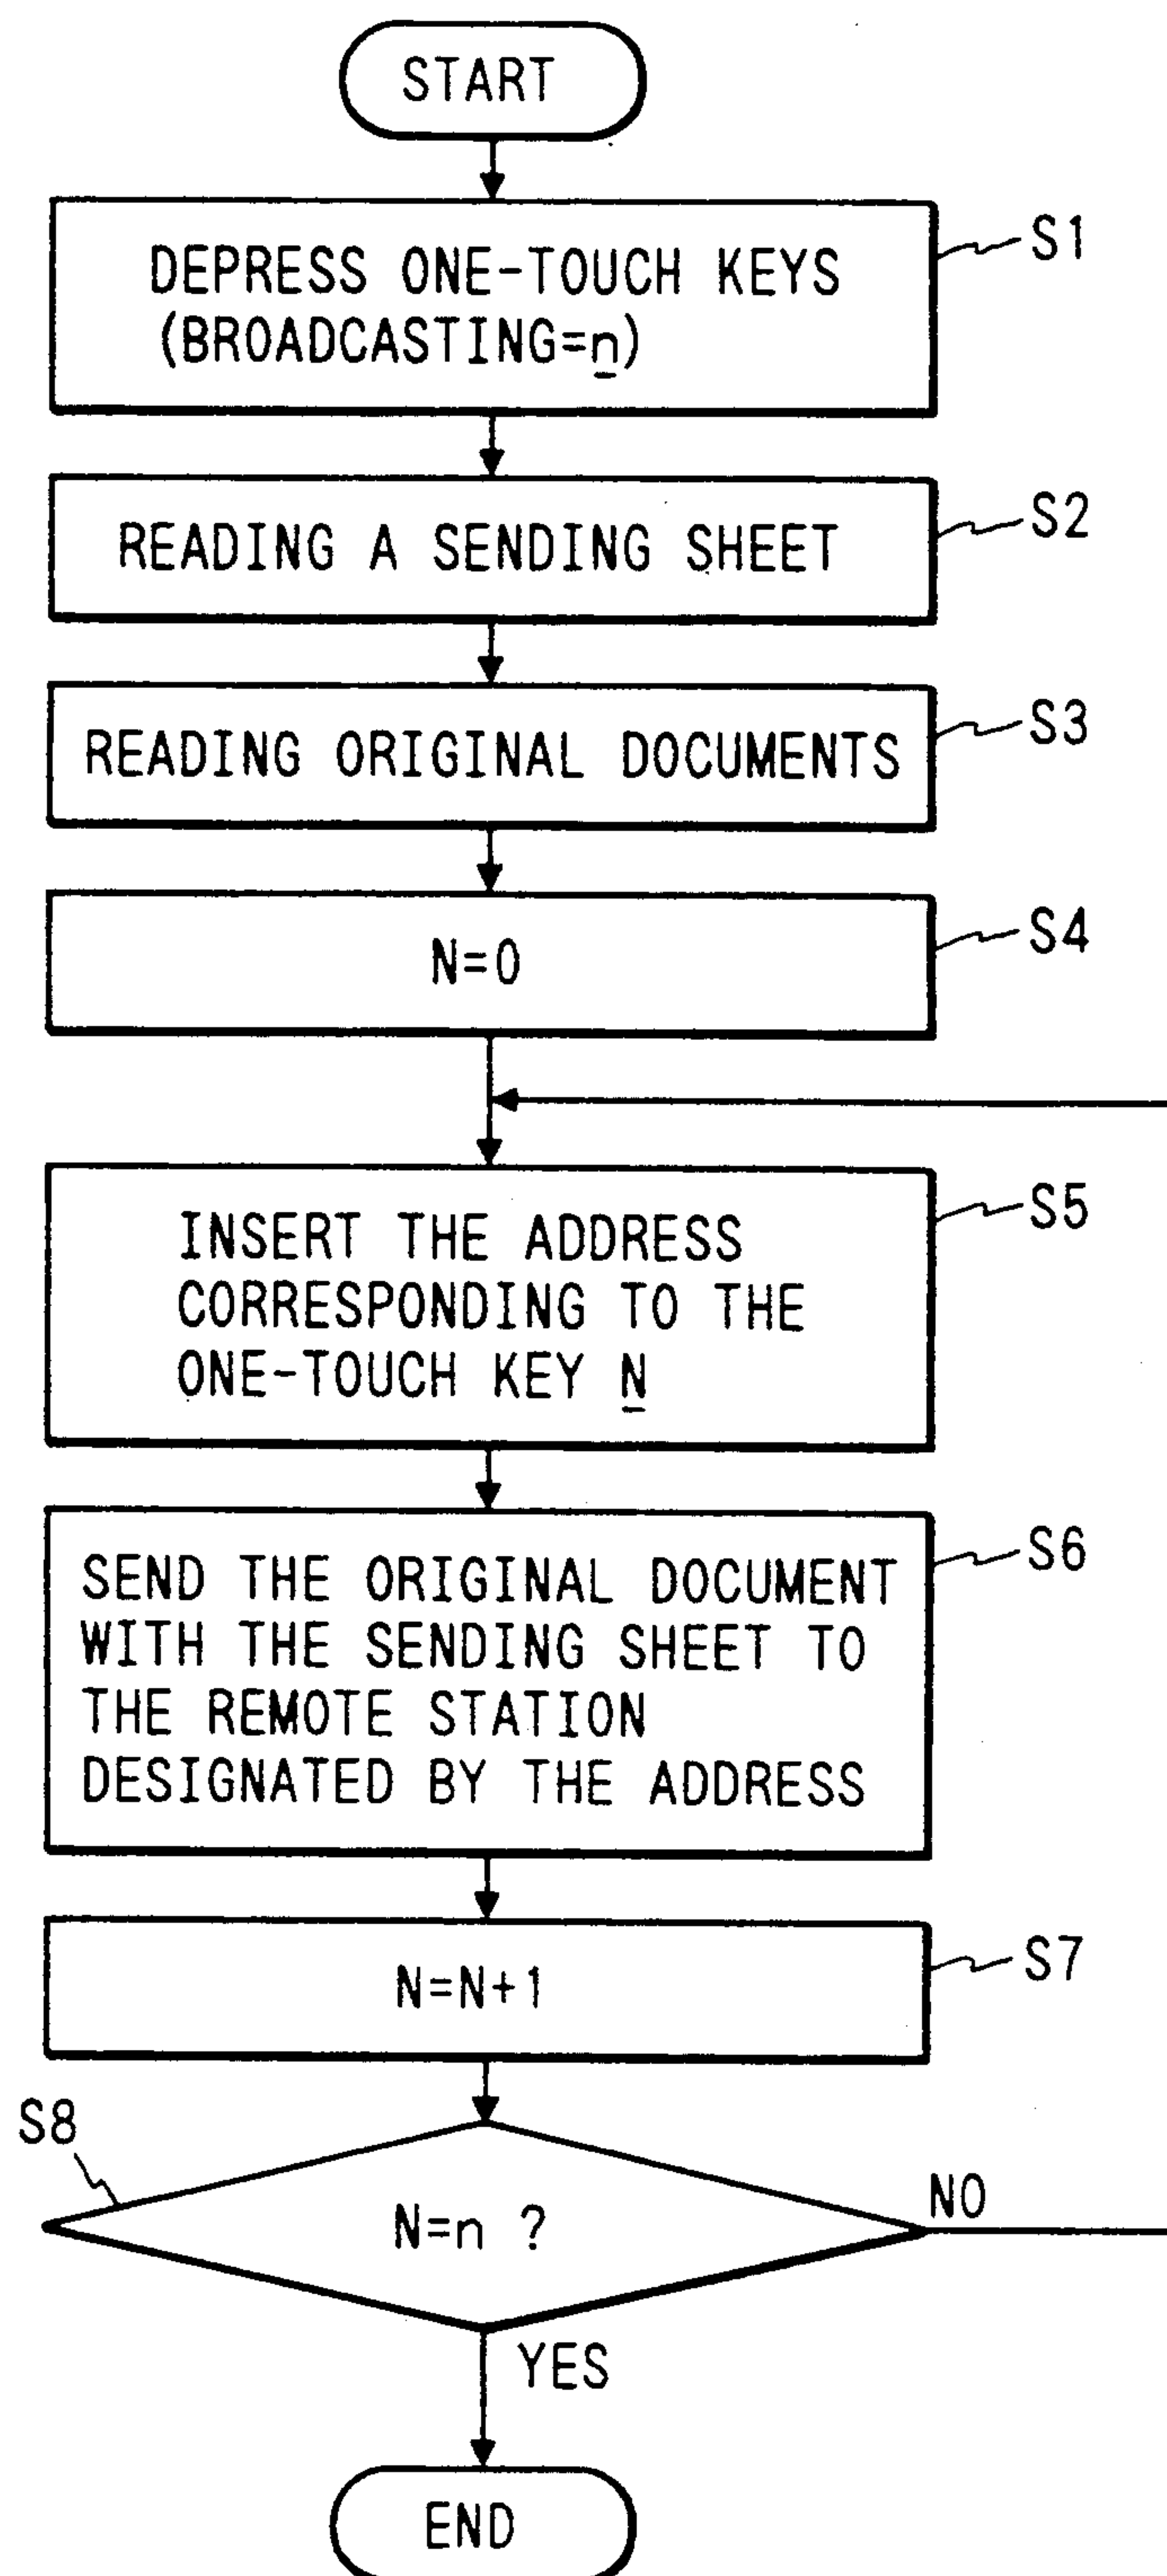 START
DEPRESS ONE-TOUCH KEYS
(BROADCASTING=n)
S1
READING A SENDING SHEET
S2
READING ORIGINAL DOCUMENTS
S3
N=0
S4
INSERT THE ADDRESS
CORRESPONDING TO THE
ONE-TOUCH KEY N
S5
SEND THE ORIGINAL DOCUMENT
WITH THE SENDING SHEET TO
THE REMOTE STATION
DESIGNATED BY THE ADDRESS
S6
N=N+1
S7
S8
N=n ?
NO
YES
END